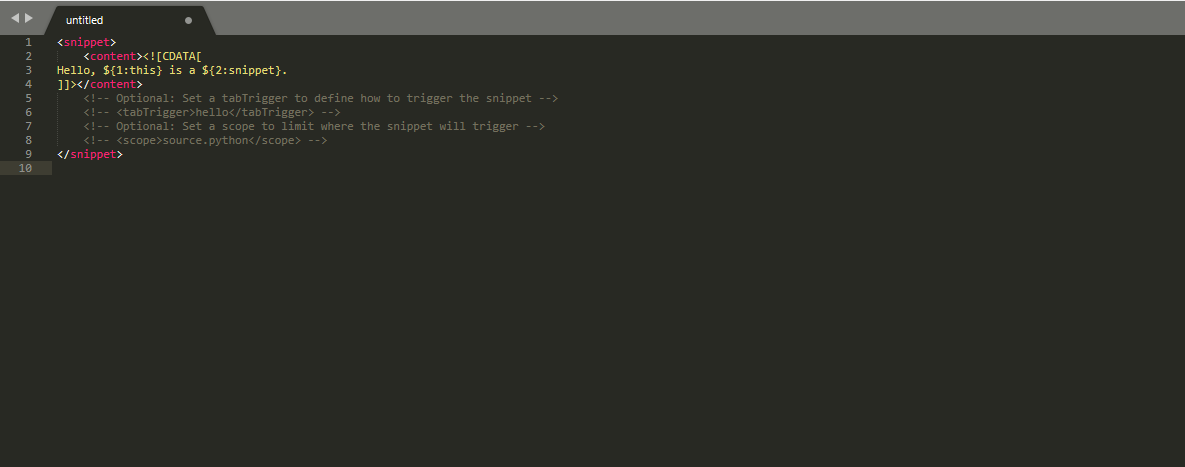 untitled
1 <snippet>
2     <content><![CDATA[
3 Hello, ${1:this} is a ${2:snippet}.
4 ]]></content>
5     <!-- Optional: Set a tabTrigger to define how to trigger the snippet -->
6     <!-- <tabTrigger>hello</tabTrigger> -->
7     <!-- Optional: Set a scope to limit where the snippet will trigger -->
8     <!-- <scope>source.python</scope> -->
9 </snippet>
10